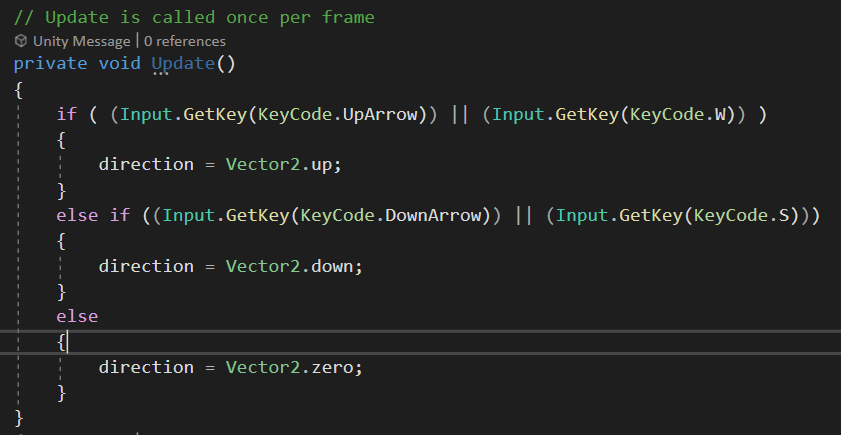 // Update is called once per frame
Unity Message | 0 references
private void Update()
{
if ( (Input.GetKey(KeyCode.UpArrow)) || (Input.GetKey(KeyCode.W)) )
{
direction = Vector2.up;
}
else if ((Input.GetKey(KeyCode.DownArrow)) || (Input.GetKey(KeyCode.S)))
{
direction = Vector2.down;
}
else
{
direction = Vector2.zero;
}
}